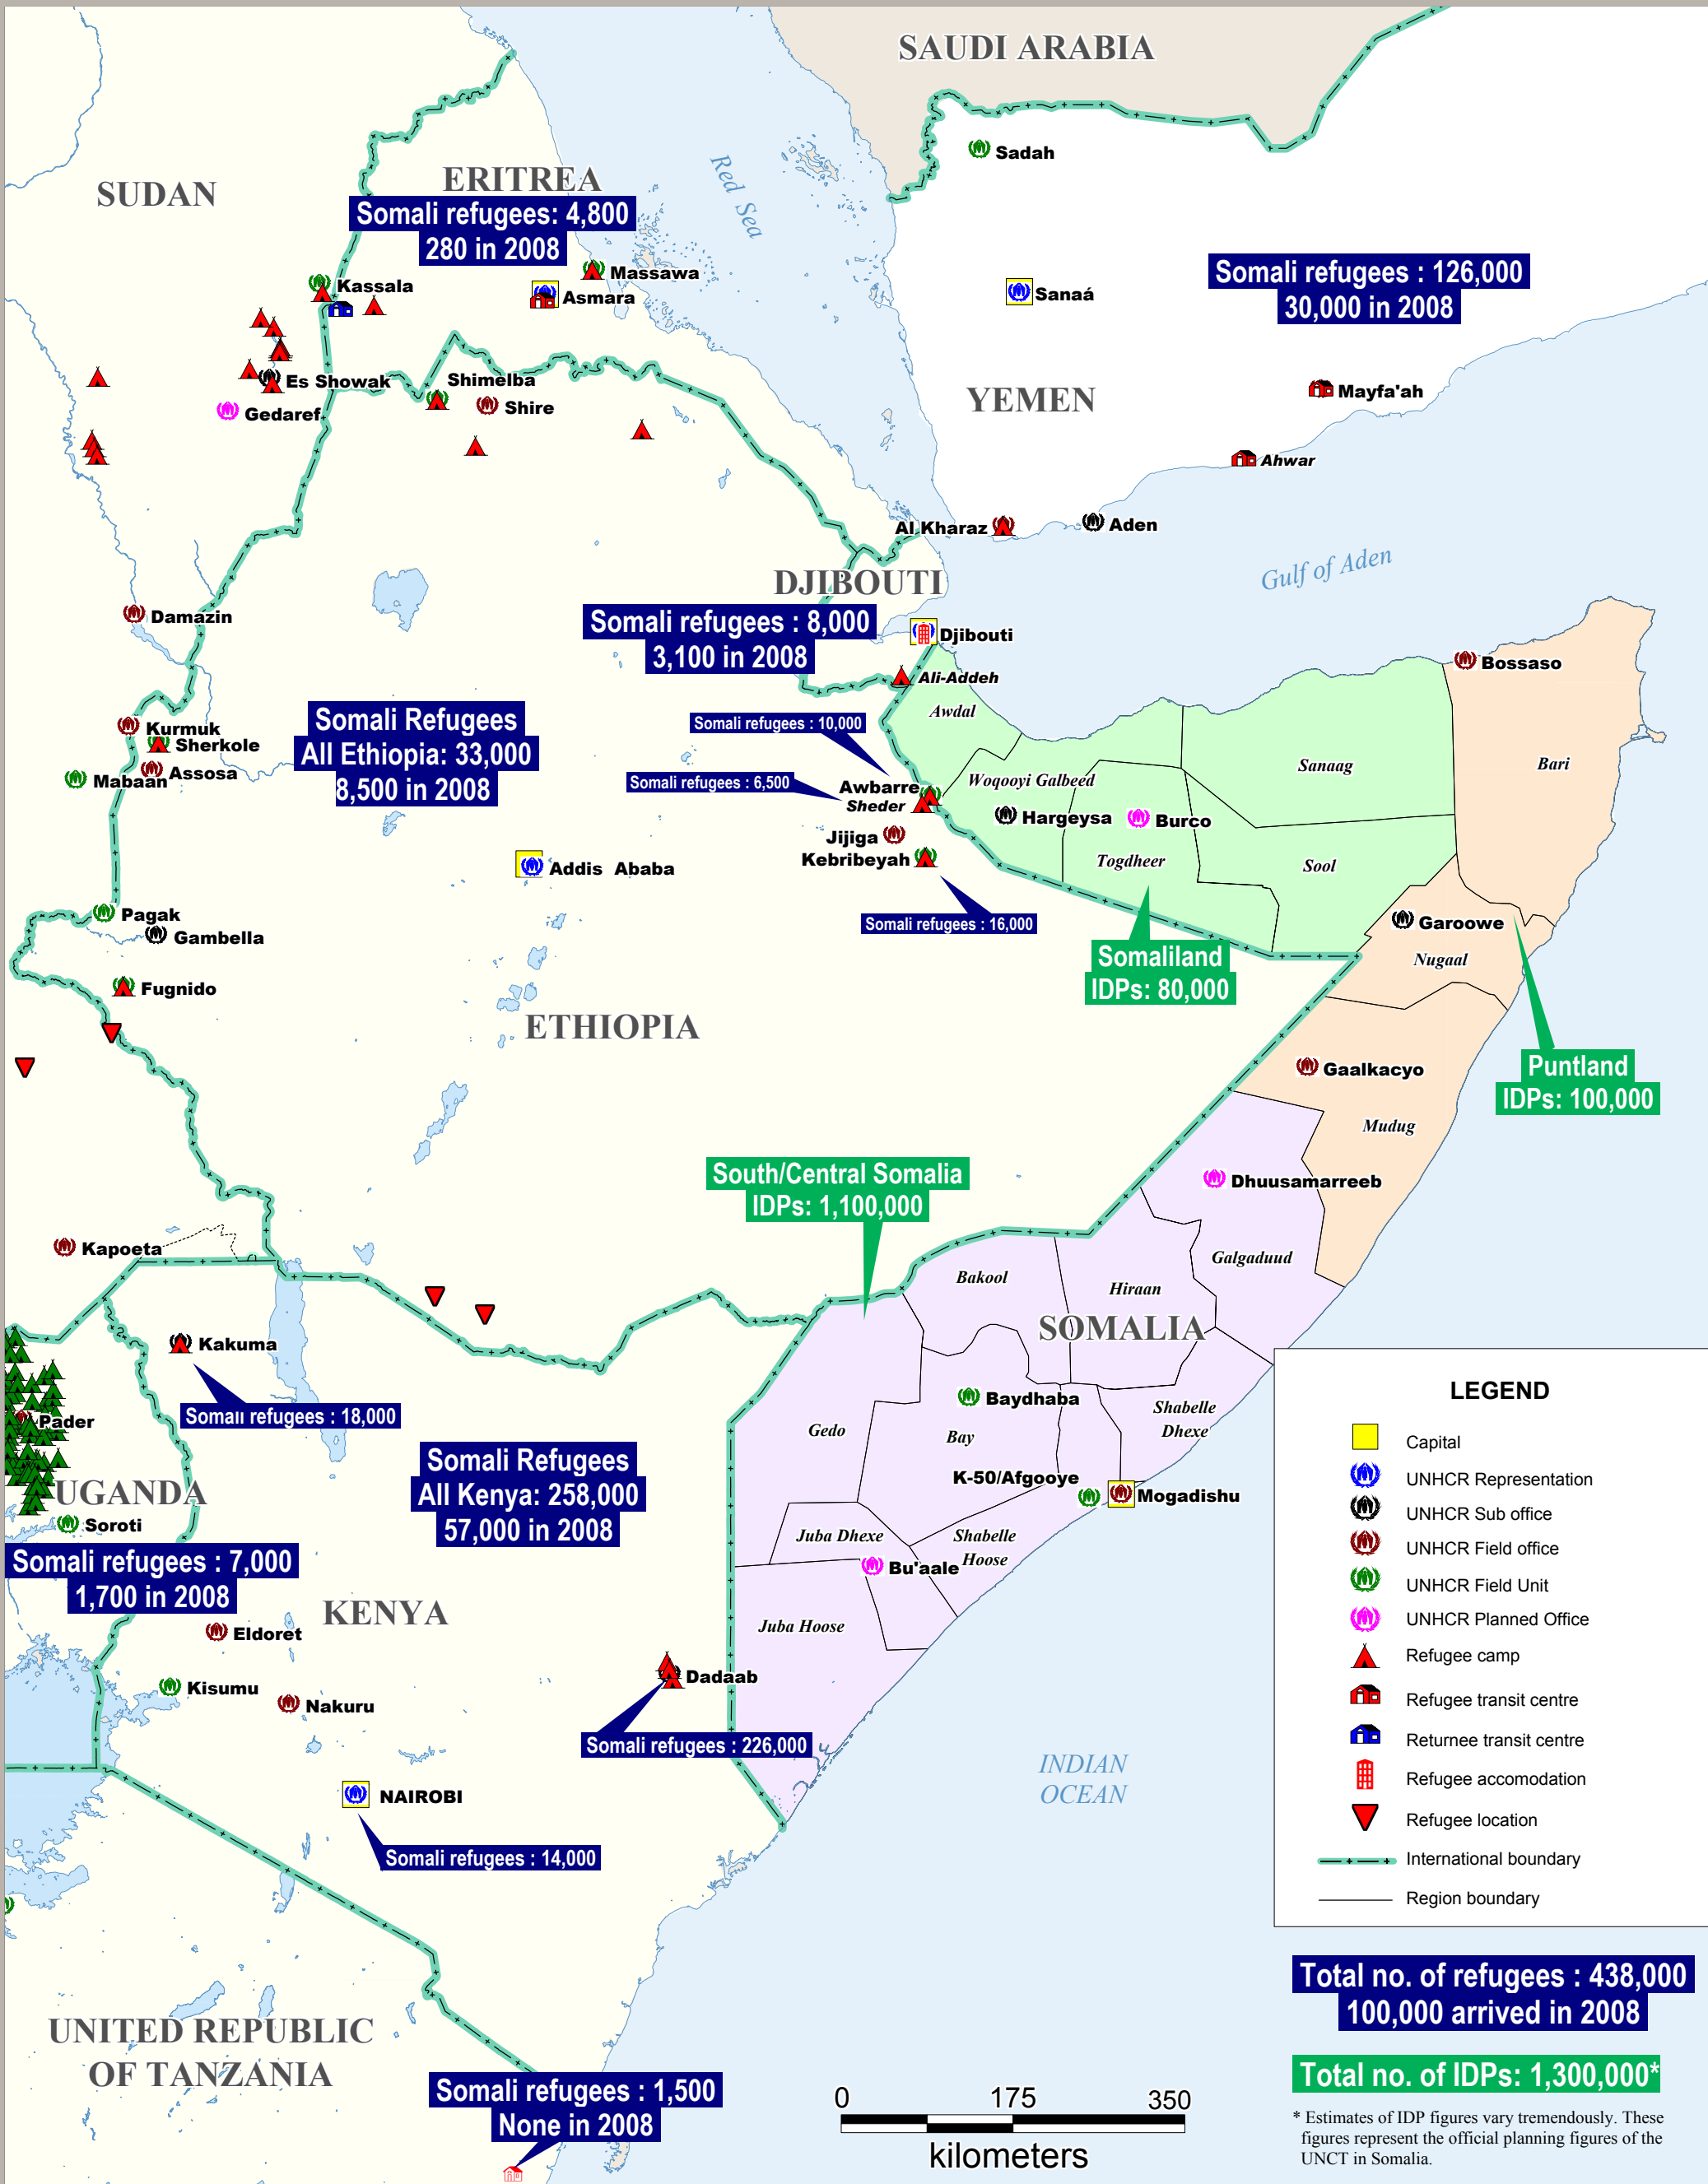 SAUDI ARABIA
Sadah
SUDAN
ERITREA
Red Sea
Somali refugees: 4,800
280 in 2008
Massawa
Kassala
Asmara
Sanaá
Somali refugees : 126,000
30,000 in 2008
Es Showak
Shimelba
Shire
Gedaref
YEMEN
Mayfa'ah
Ahwar
Al Kharaz
Aden
Gulf of Aden
DJIBOUTI
Damazin
Somali refugees : 8,000
3,100 in 2008
Djibouti
Ali-Addeh
Bossaso
Awdal
Somali Refugees
All Ethiopia: 33,000
8,500 in 2008
Somali refugees : 10,000
Kurmuk
Sherkole
Assosa
Mabaan
Somali refugees : 6,500
Awbarre
Sheder
Woqooyi Galbeed
Sanaag
Bari
Hargeysa
Burco
Jijiga
Kebribeyah
Togdheer
Sool
Addis Ababa
Pagak
Gambella
Somali refugees : 16,000
Garoowe
Nugaal
Somaliland
IDPs: 80,000
Fugnido
ETHIOPIA
Gaalkacyo
Puntland
IDPs: 100,000
Mudug
South/Central Somalia
IDPs: 1,100,000
Dhuusamarreeb
Kapoeta
Galgaduud
Bakool
Hiraan
SOMALIA
Kakuma
Somali refugees : 18,000
Pader
Baydhaba
Gedo
Bay
Shabelle
Dhexe
Somali Refugees
All Kenya: 258,000
57,000 in 2008
K-50/Afgooye
Mogadishu
UGANDA
Soroti
Juba Dhexe
Shabelle
Hoose
Somali refugees : 7,000
1,700 in 2008
Bu'aale
KENYA
Eldoret
Juba Hoose
Kisumu
Nakuru
Dadaab
Somali refugees : 226,000
INDIAN
OCEAN
NAIROBI
Somali refugees : 14,000
LEGEND
Capital
UNHCR Representation
UNHCR Sub office
UNHCR Field office
UNHCR Field Unit
UNHCR Planned Office
Refugee camp
Refugee transit centre
Returnee transit centre
Refugee accomodation
Refugee location
International boundary
Region boundary
Total no. of refugees : 438,000
100,000 arrived in 2008
UNITED REPUBLIC
OF TANZANIA
Somali refugees : 1,500
None in 2008
0 175 350
kilometers
Total no. of IDPs: 1,300,000*
* Estimates of IDP figures vary tremendously. These
figures represent the official planning figures of the
UNCT in Somalia.